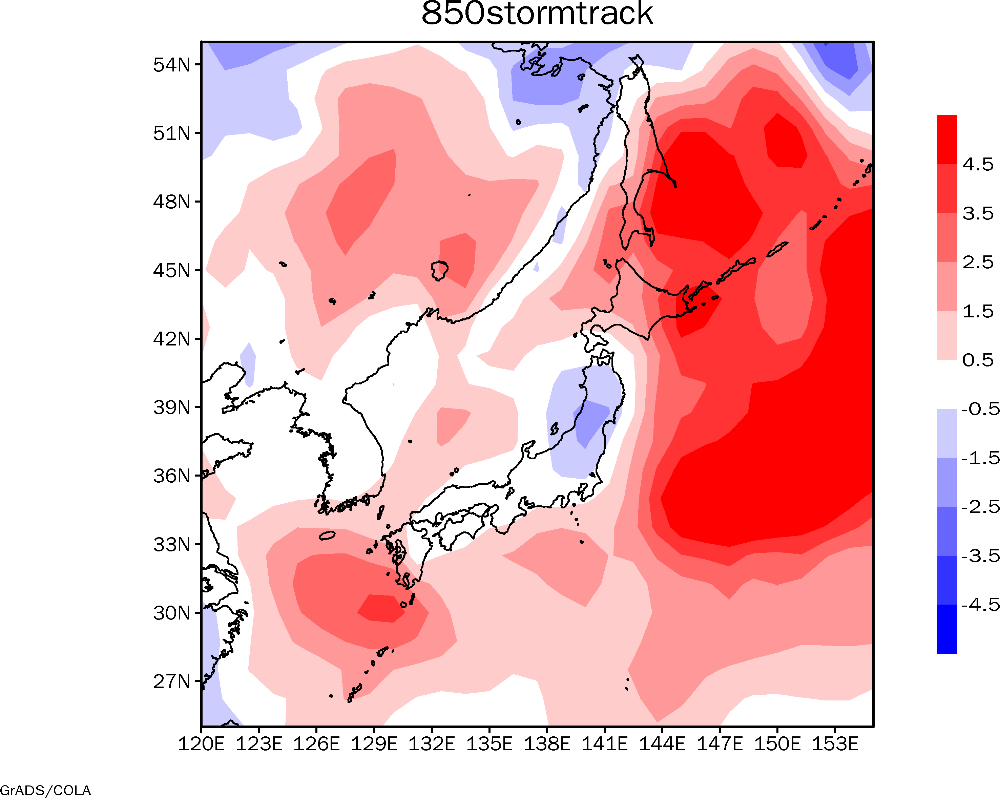 850stormtrack
54N
51N
48N
45N
42N
39N
36N
33N
30N
27N
120E 123E 126E 129E 132E 135E 138E 141E 144E 147E 150E 153E
4.5
3.5
2.5
1.5
0.5
-0.5
-1.5
-2.5
-3.5
-4.5
GrADS/COLA